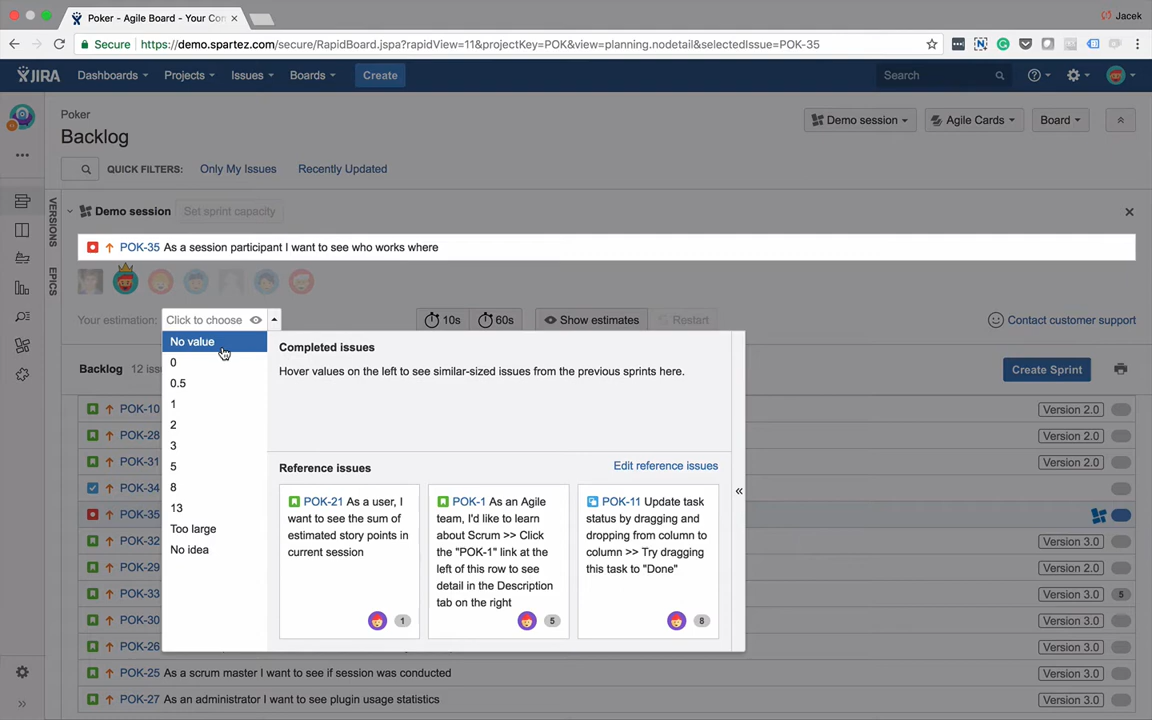 Poker - Agile Board - Your Con
Jacek
Secure https://demo.spartez.com/secure/RapidBoard.jspa?rapidView=11&projectKey=POK&view=planning.nodetail&selectedIssue=POK-35
JIRA Dashboards Projects Issues Boards Create Search
Poker
Backlog
Demo session Agile Cards Board
QUICK FILTERS: Only My Issues Recently Updated
VERSIONS
EPICS
Demo session Set sprint capacity
POK-35 As a session participant I want to see who works where
Your estimation: Click to choose 10s 60s Show estimates Restart Contact customer support
No value
0
0.5
1
2
3
5
8
13
Too large
No idea
Completed issues
Hover values on the left to see similar-sized issues from the previous sprints here.
Reference issues Edit reference issues
POK-21 As a user, I
want to see the sum of
estimated story points in
current session
1
POK-1 As an Agile
team, I'd like to learn
about Scrum >> Click
the "POK-1" link at the
left of this row to see
detail in the Description
tab on the right
5
POK-11 Update task
status by dragging and
dropping from column to
column >> Try dragging
this task to "Done"
8
«
Backlog 12 Create Sprint
POK-10 Version 2.0
POK-28 Version 2.0
POK-31 Version 2.0
POK-34
POK-35
POK-32 Version 3.0
POK-29 Version 2.0
POK-33 Version 3.0 5
POK-30 Version 3.0
POK-26 Version 3.0
POK-25 As a scrum master I want to see if session was conducted Version 3.0
POK-27 As an administrator I want to see plugin usage statistics Version 3.0
»